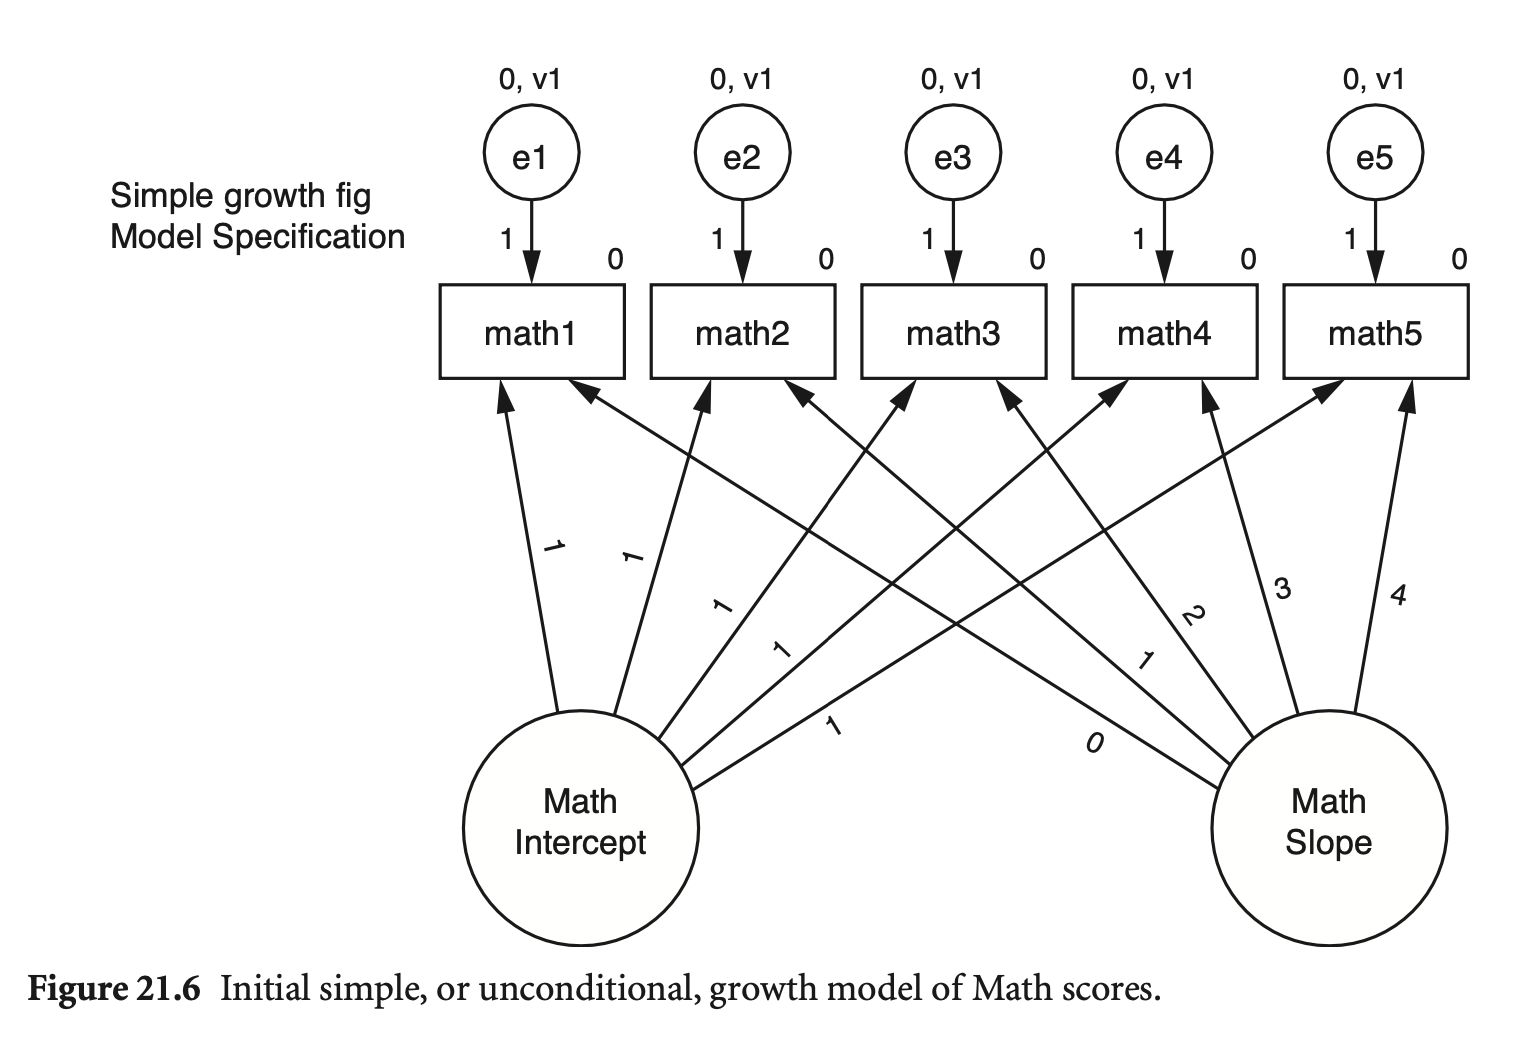 0, v1 0, v1 0, v1 0, v1 0, v1
e1 e2 e3 e4 e5
Simple growth fig
Model Specification
1 1 1 1 1
0 0 0 0 0
math1 math2 math3 math4 math5
1 1 1 1 1 0 1 2 3 4
Math
Intercept
Math
Slope
Figure 21.6 Initial simple, or unconditional, growth model of Math scores.